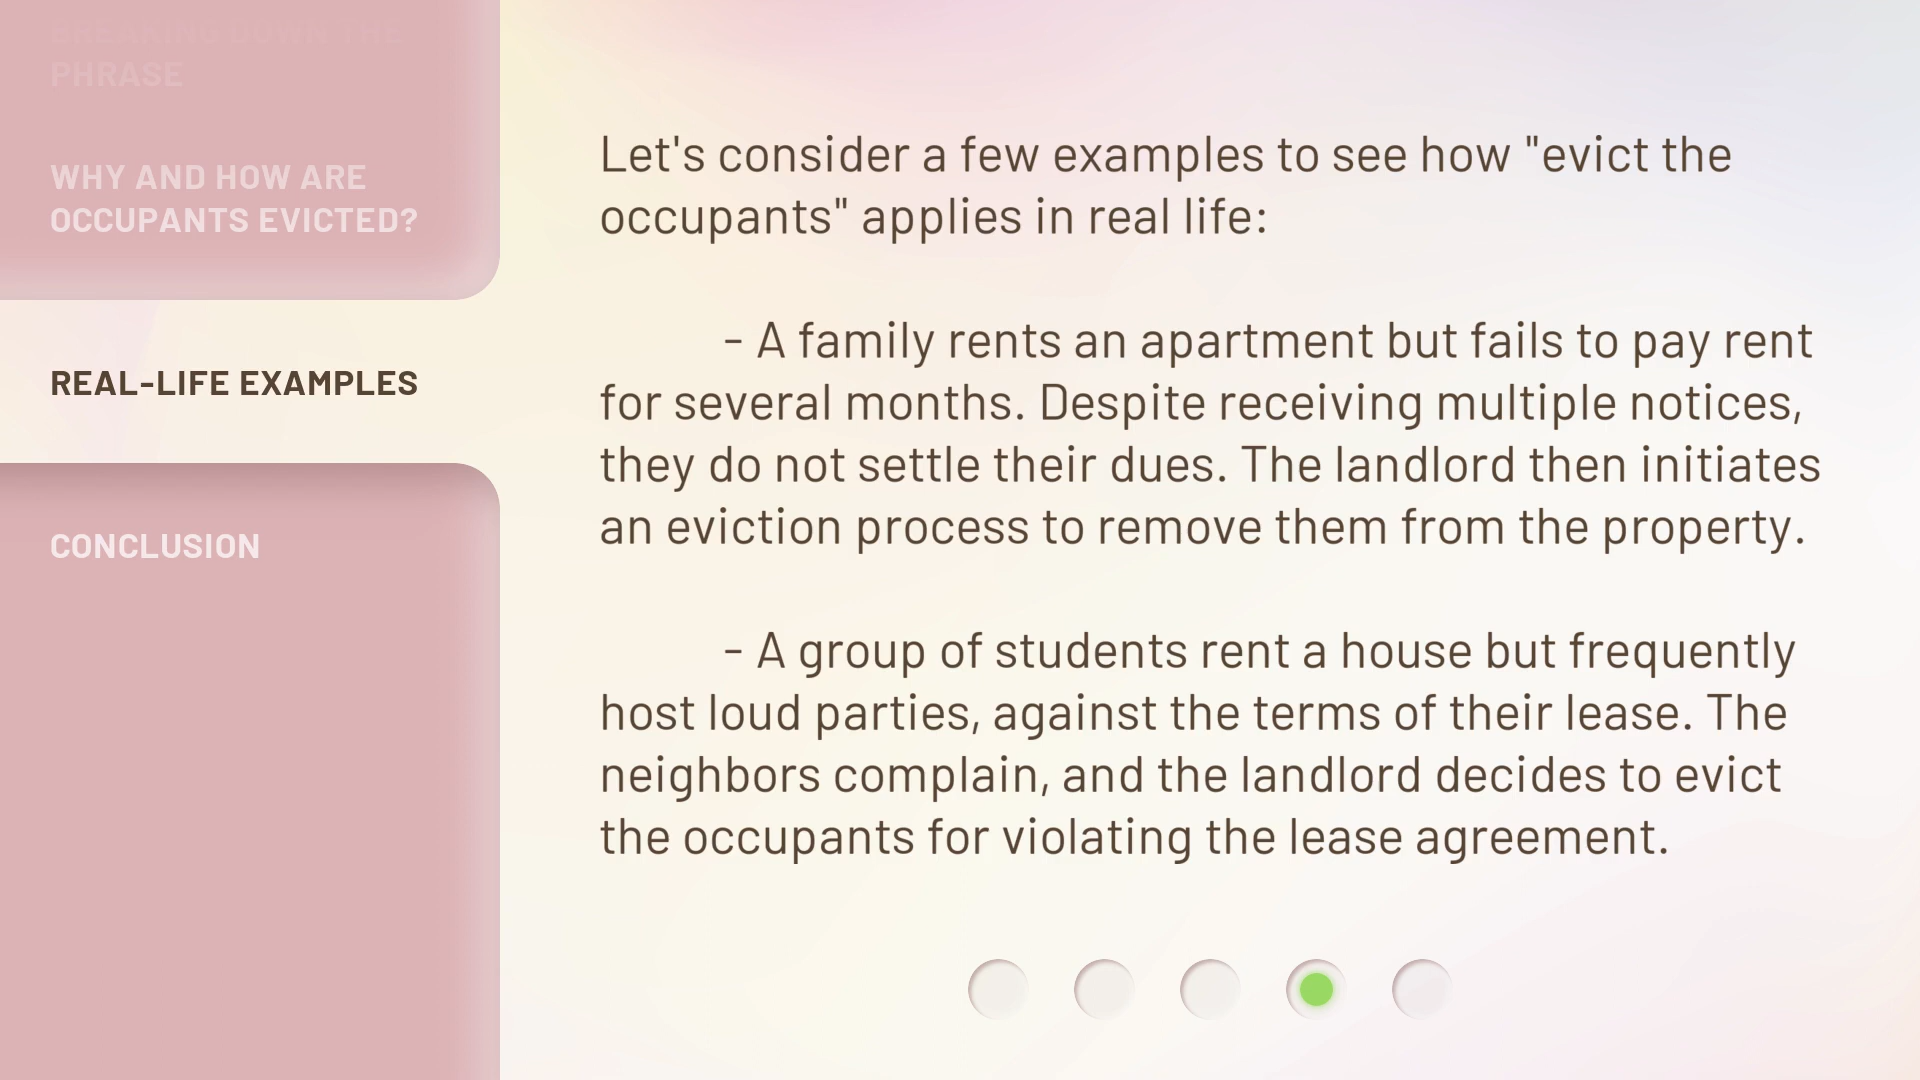 BREAKING DOWN THE
PHRASE
WHY AND HOW ARE
OCCUPANTS EVICTED?
REAL-LIFE EXAMPLES
CONCLUSION
Let's consider a few examples to see how "evict the
occupants" applies in real life:
- A family rents an apartment but fails to pay rent
for several months. Despite receiving multiple notices,
they do not settle their dues. The landlord then initiates
an eviction process to remove them from the property.
- A group of students rent a house but frequently
host loud parties, against the terms of their lease. The
neighbors complain, and the landlord decides to evict
the occupants for violating the lease agreement.